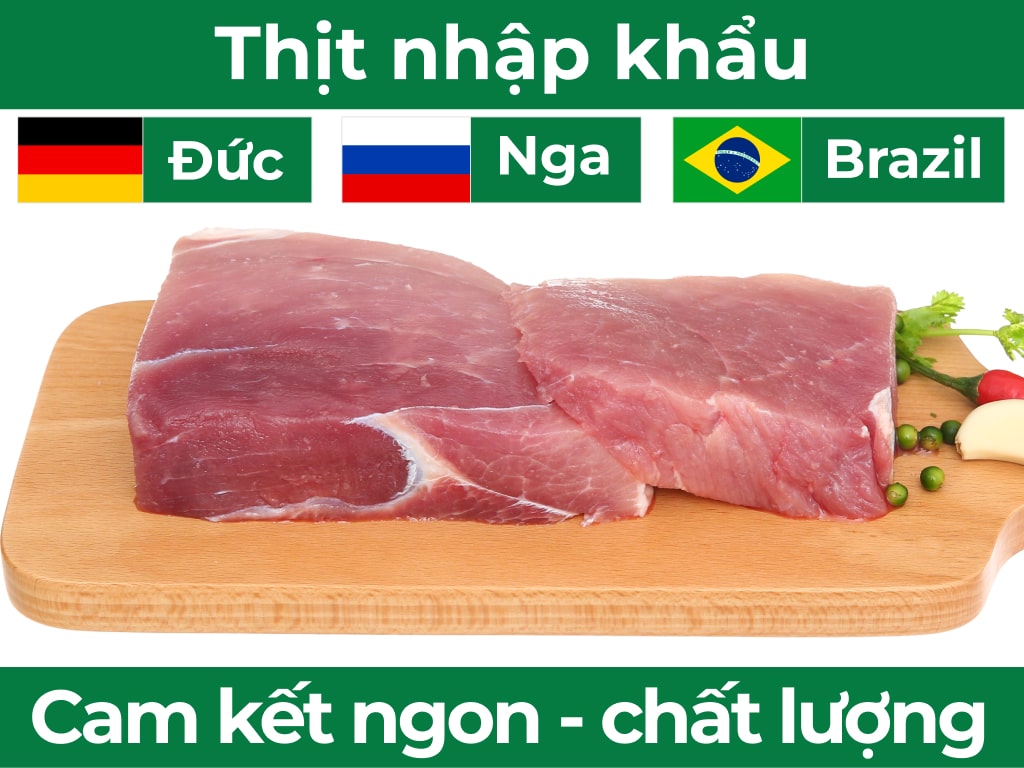 Thịt nhập khẩu
Đức
Nga
Brazil
Cam kết ngon - chất lượng